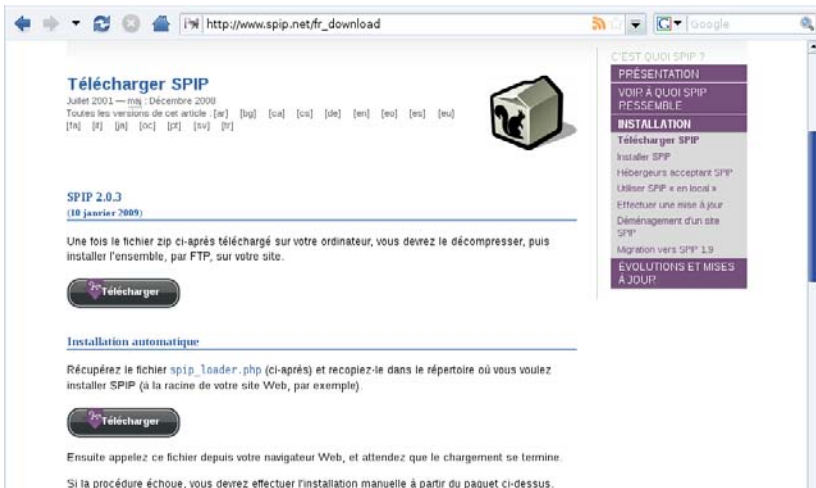 http://www.spip.net/fr_download
Google
Télécharger SPIP
Juillet 2001 — maj : Décembre 2008
Toutes les versions de cet article : [ar] [bg] [ca] [cs] [de] [en] [eo] [es] [eu]
[fa] [it] [ja] [oc] [pt] [sv] [tr]
SPIP 2.0.3
(10 janvier 2009)
Une fois le fichier zip ci-après téléchargé sur votre ordinateur, vous devrez le décompresser, puis
installer l'ensemble, par FTP, sur votre site.
Télécharger
Installation automatique
Récupérez le fichier spip_loader.php (ci-après) et recopiez-le dans le répertoire où vous voulez
installer SPIP (à la racine de votre site Web, par exemple).
Télécharger
Ensuite appelez ce fichier depuis votre navigateur Web, et attendez que le chargement se termine.
Si la procédure échoue, vous devrez effectuer l'installation manuelle à partir du paquet ci-dessus.
C'EST QUOI SPIP ?
PRÉSENTATION
VOIR À QUOI SPIP
RESSEMBLE
INSTALLATION
Télécharger SPIP
Installer SPIP
Hébergeurs acceptant SPIP
Utiliser SPIP « en local »
Effectuer une mise à jour
Déménagement d'un site
SPIP
Migration vers SPIP 1.9
ÉVOLUTIONS ET MISES
À JOUR